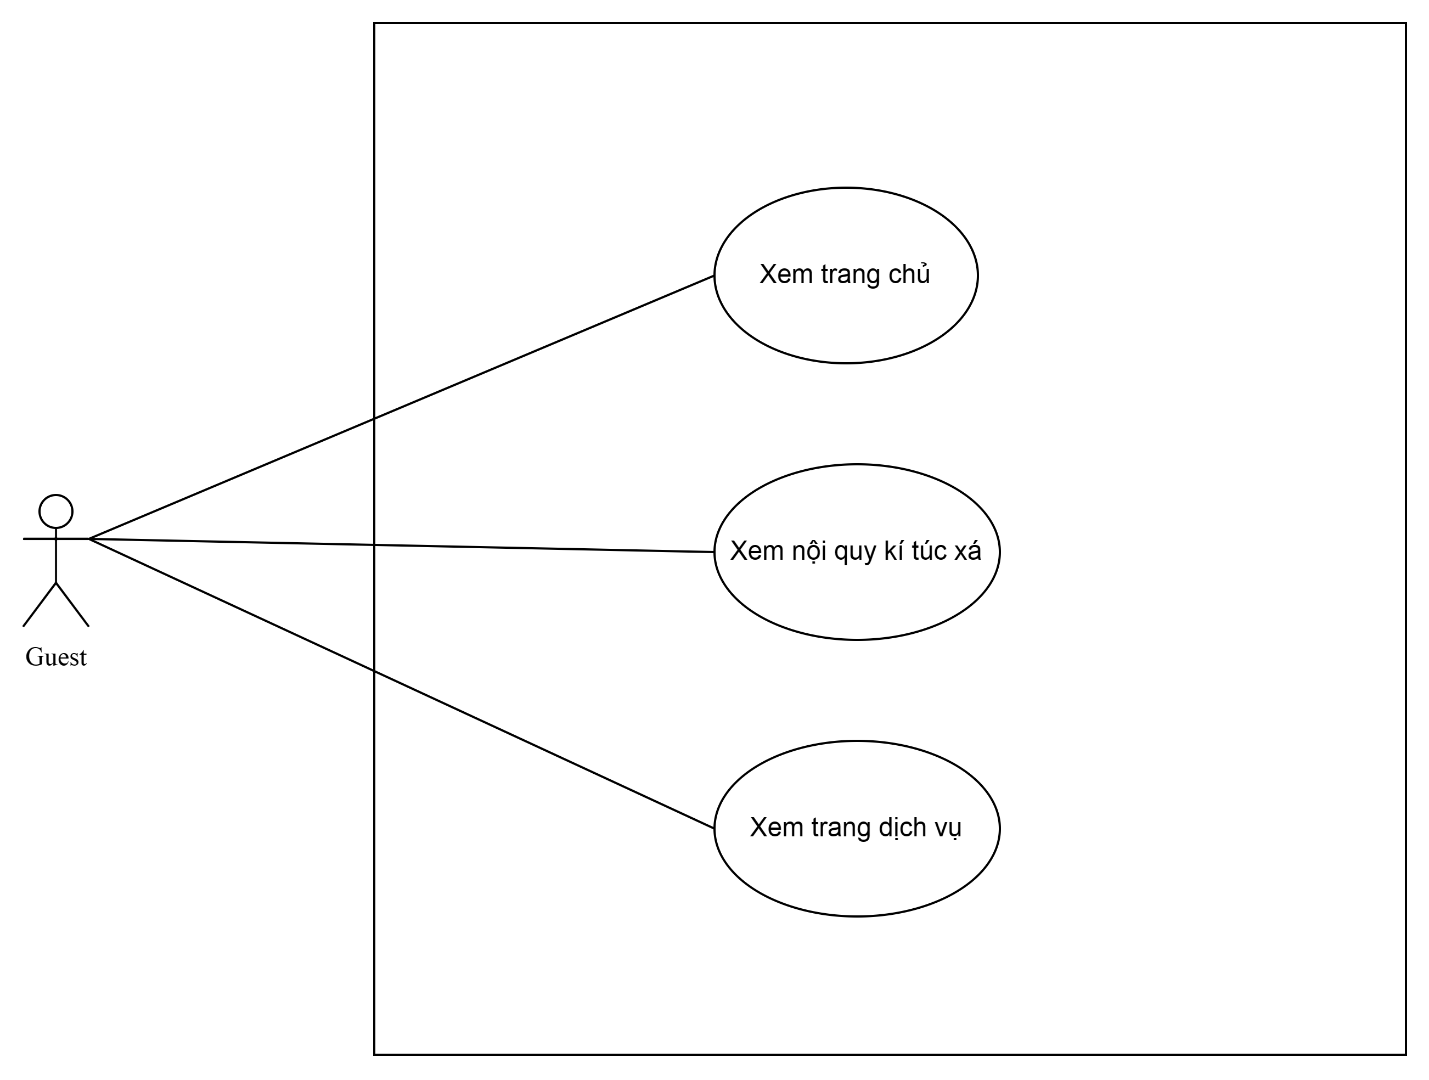 Xem trang chủ
Xem nội quy kí túc xá
Guest
Xem trang dịch vụ